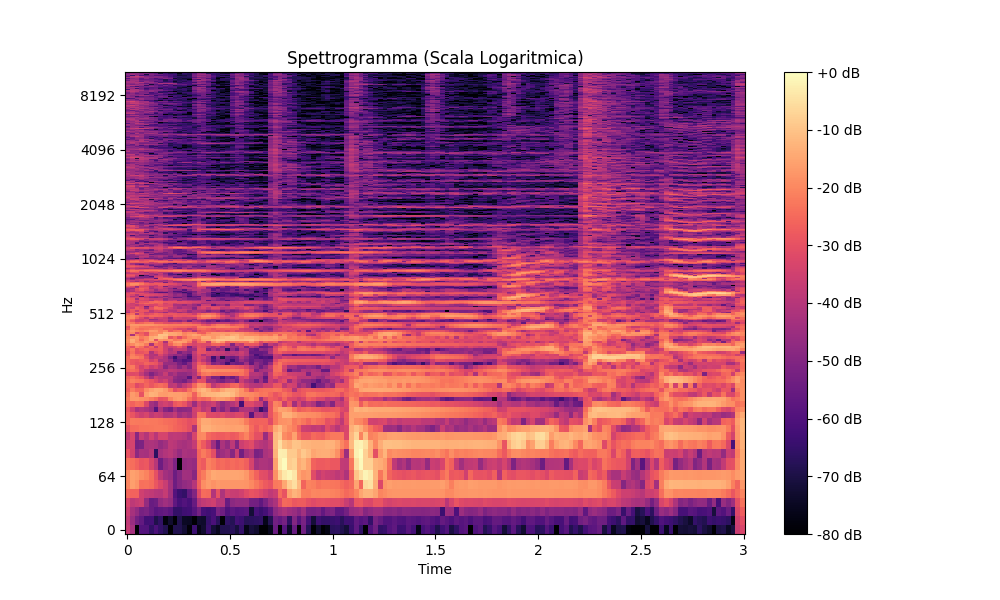 Spettrogramma (Scala Logaritmica)
8192
4096
2048
1024
512
256
128
64
0
Hz
0
0.5
1
1.5
2
2.5
3
Time
+0 dB
-10 dB
-20 dB
-30 dB
-40 dB
-50 dB
-60 dB
-70 dB
-80 dB